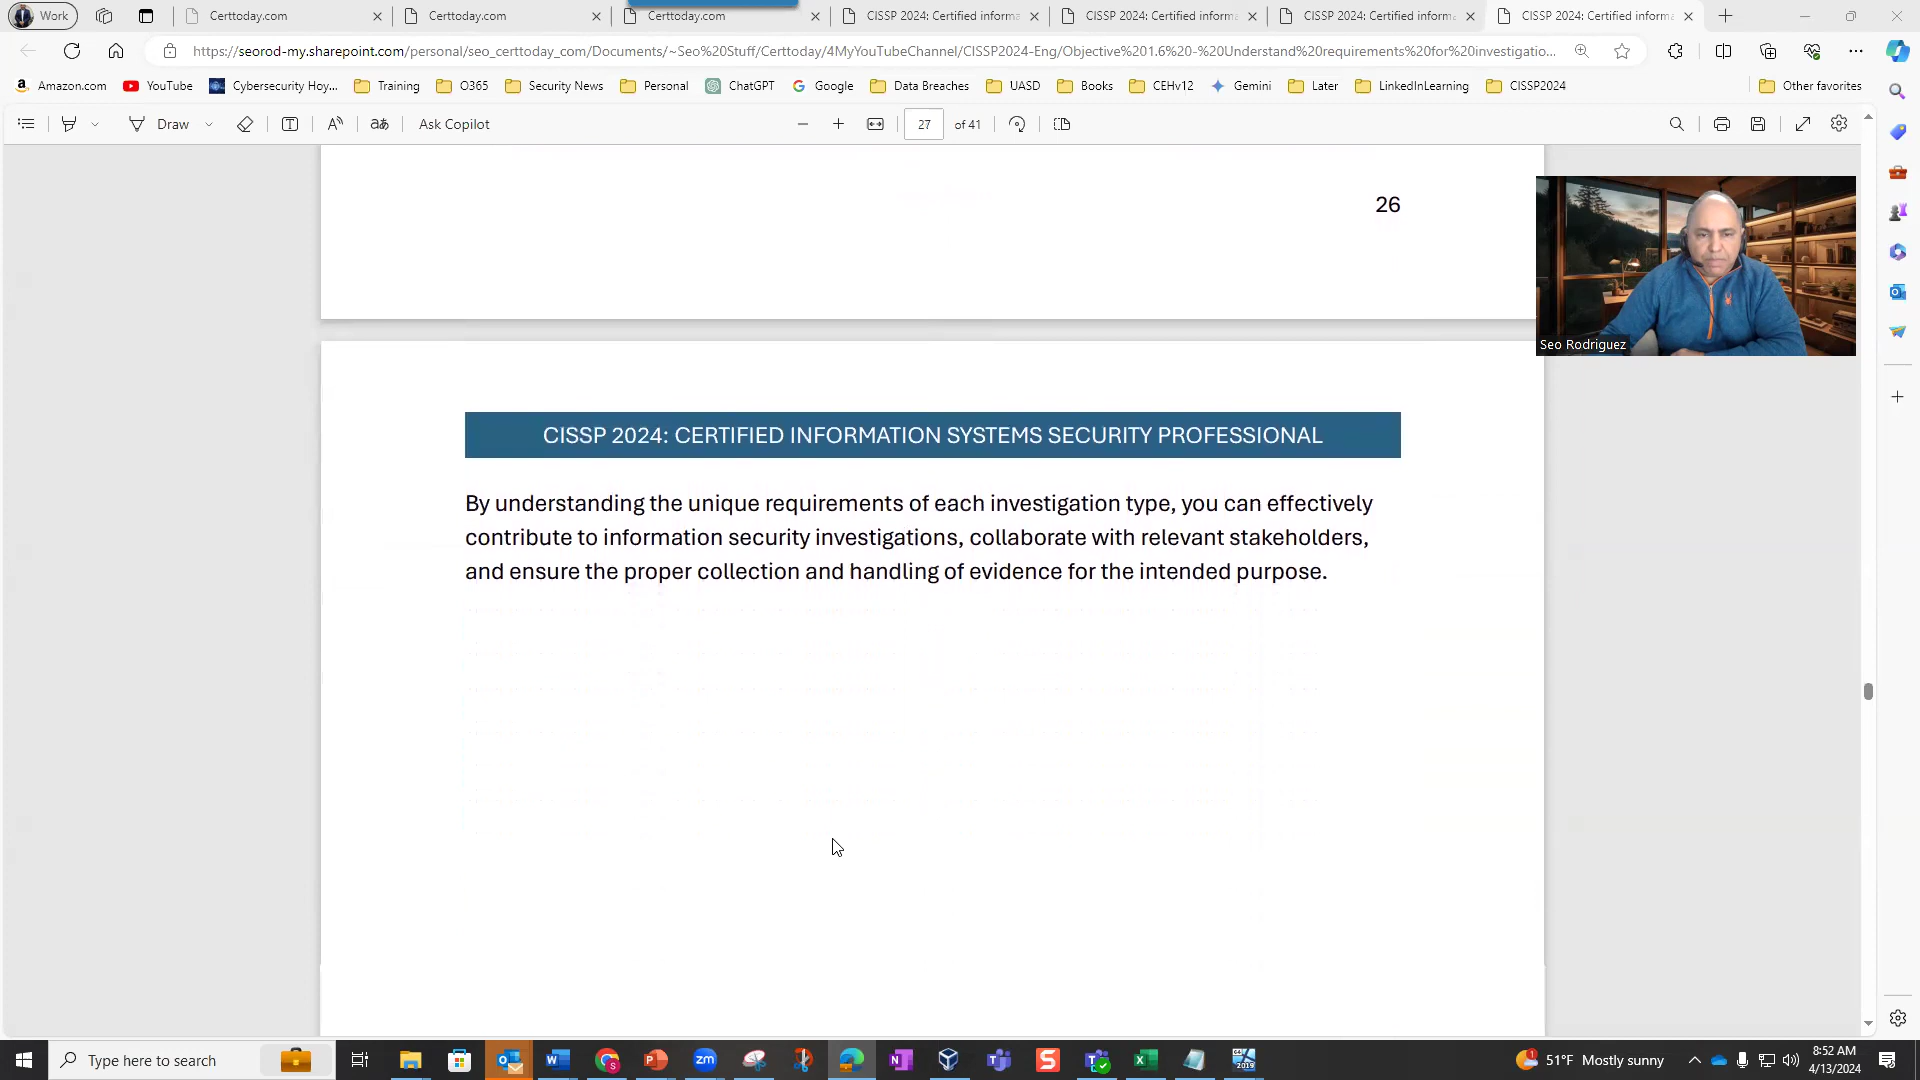 Work
Certtoday.com
Certtoday.com
Certtoday.com
CISSP 2024: Certified informa
CISSP 2024: Certified inform
CISSP 2024: Certified inform
CISSP 2024: Certified informa
https://seorod-my.sharepoint.com/personal/seo_certtoday_com/Documents/~Seo%20Stuff/Certtoday/4MyYouTubeChannel/CISSP2024-Eng/Objective%201.6%20-%20Understand%20requirements%20for%20investigatio...
Amazon.com
YouTube
Cybersecurity Hoy...
Training
O365
Security News
Personal
ChatGPT
Google
Data Breaches
UASD
Books
CEHv12
Gemini
Later
LinkedInLearning
CISSP2024
Other favorites
Draw
Ask Copilot
27 of 41
26
Seo Rodriguez
CISSP 2024: CERTIFIED INFORMATION SYSTEMS SECURITY PROFESSIONAL
By understanding the unique requirements of each investigation type, you can effectively
contribute to information security investigations, collaborate with relevant stakeholders,
and ensure the proper collection and handling of evidence for the intended purpose.
Type here to search
51°F Mostly sunny
8:52 AM
4/13/2024